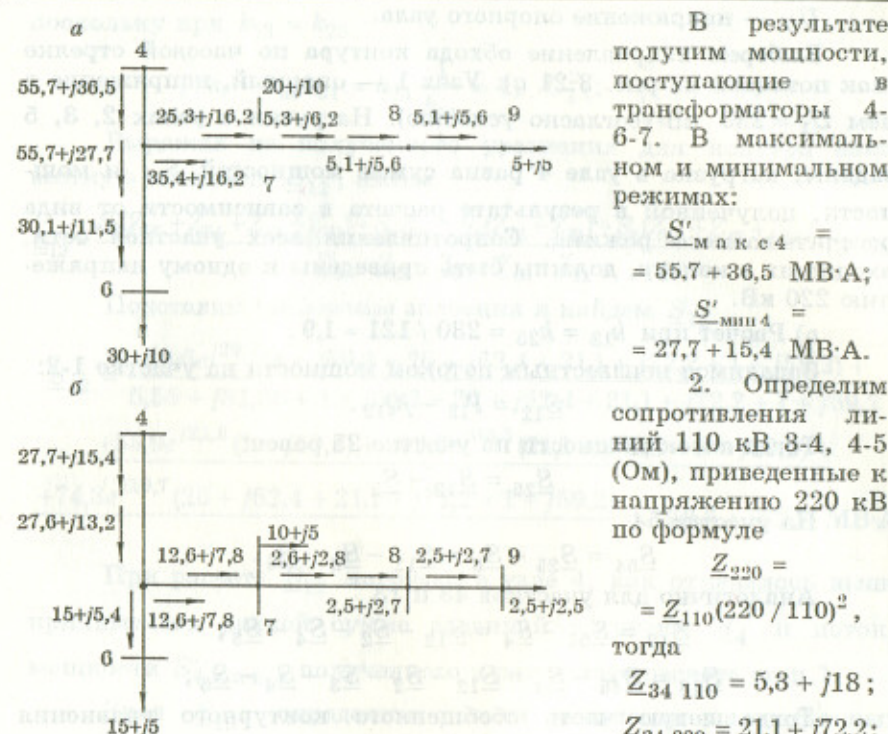 а
4
55,7+j36,5
20+j10
25,3+j16,2
5,3+j6,2
8
5,1+j5,6
9
55,7+j27,7
5,1+j5,6
5+j5
35,4+j16,2
7
30,1+j11,5
6
30+j10
б
4
27,7+j15,4
27,6+j13,2
10+j5
12,6+j7,8
2,6+j2,8
8
2,5+j2,7
9
15+j5,4
12,6+j7,8
7
2,5+j2,7
2,5+j2,5
6
15+j5
В результате
получим мощности,
поступающие в
трансформаторы 4,
6-7 В максималь-
ном и минимальном
режимах:
S′макс4 =
= 55,7 + 36,5 МВ·А;
S′мин4 =
= 27,7 + 15,4 МВ·А.
2. Определим
сопротивления ли-
ний 110 кВ 3-4, 4-5
(Ом), приведенные к
напряжению 220 кВ
по формуле
Z220 =
= Z110(220 / 110)²,
тогда
Z34 110 = 5,3 + j18 ;
Z34 220 = 21,1 + j72,2;